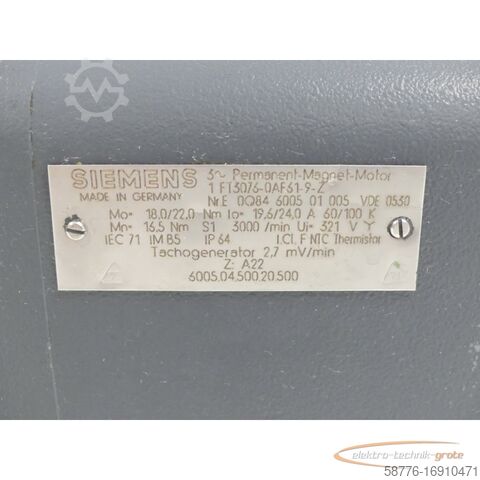 SIEMENS 3~ Permanent-Magnet-Motor
1 FT5076-0AF61-9-Z
MADE IN GERMANY Nr.E 0Q84 6005 01 005 VDE 0530
Mo= 18,0/22,0 Nm Io= 19,6/24,0 A 60/100 K
Mn= 16,5 Nm S1 3000 /min Ui= 321 V Y
IEC 71 IM B5 IP 64 I.Cl.F NTC Thermistor
Tachogenerator 2,7 mV/min
Z: A22
6005.04.500.20.500
elektro-technik-grote
58776-16910471